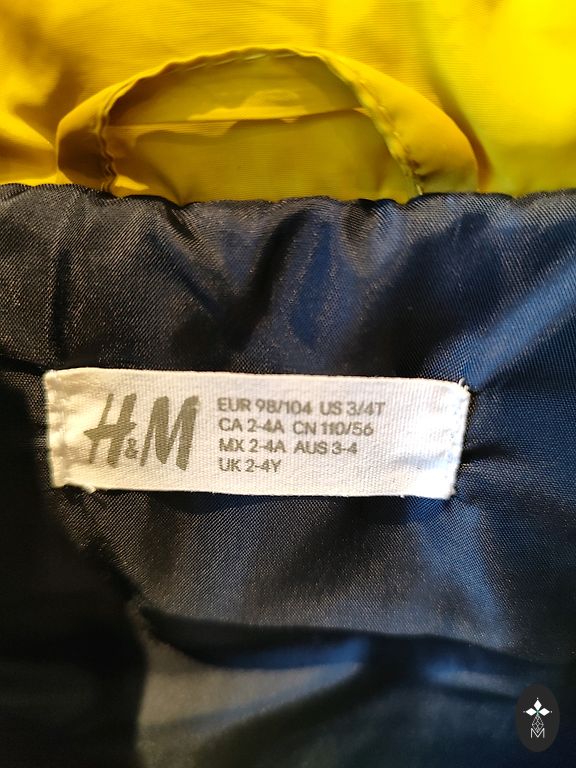 H&M
EUR 98/104 US 3/4T
CA 2-4A CN 110/56
MX 2-4A AUS 3-4
UK 2-4Y
M